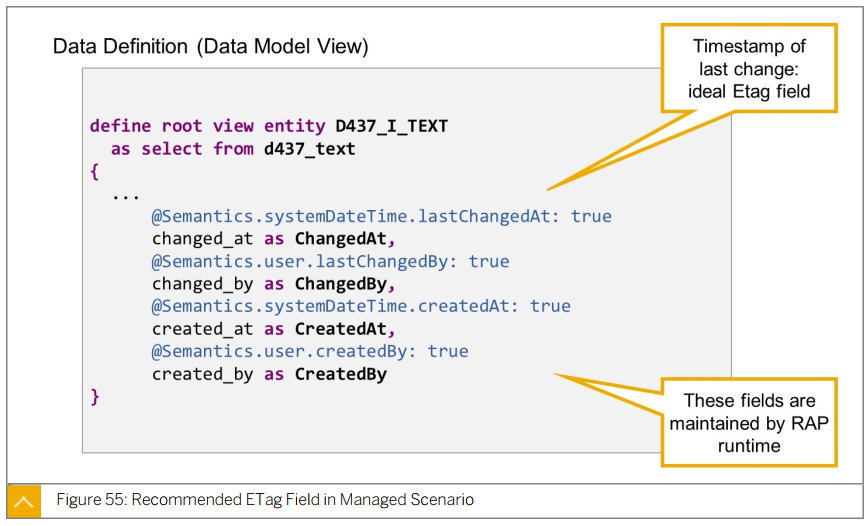 Data Definition (Data Model View)
Timestamp of
last change:
ideal Etag field
define root view entity D437_I_TEXT
as select from d437_text
{
...
@Semantics.systemDateTime.lastChangedAt: true
changed_at as ChangedAt,
@Semantics.user.lastChangedBy: true
changed_by as ChangedBy,
@Semantics.systemDateTime.createdAt: true
created_at as CreatedAt,
@Semantics.user.createdBy: true
created_by as CreatedBy
}
These fields are
maintained by RAP
runtime
Figure 55: Recommended ETag Field in Managed Scenario